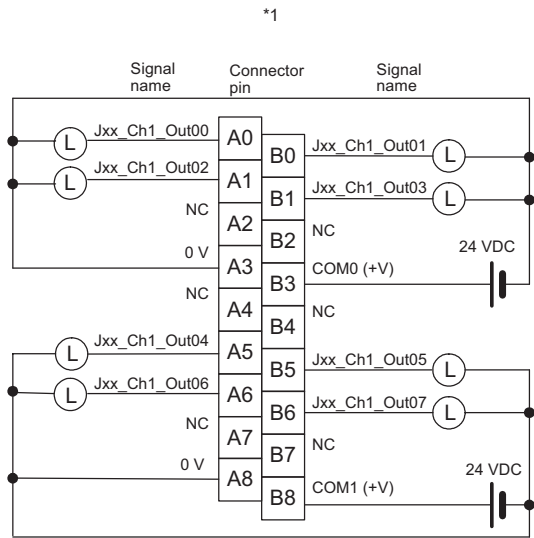 *1
Signal name Connector pin Signal name
L Jxx_Ch1_Out00 A0
B0 Jxx_Ch1_Out01 L
L Jxx_Ch1_Out02 A1
B1 Jxx_Ch1_Out03 L
NC A2
B2 NC
24 VDC
0 V A3
B3 COM0 (+V)
NC A4
B4 NC
L Jxx_Ch1_Out04 A5
B5 Jxx_Ch1_Out05 L
L Jxx_Ch1_Out06 A6
B6 Jxx_Ch1_Out07 L
NC A7
B7 NC
24 VDC
0 V A8
B8 COM1 (+V)